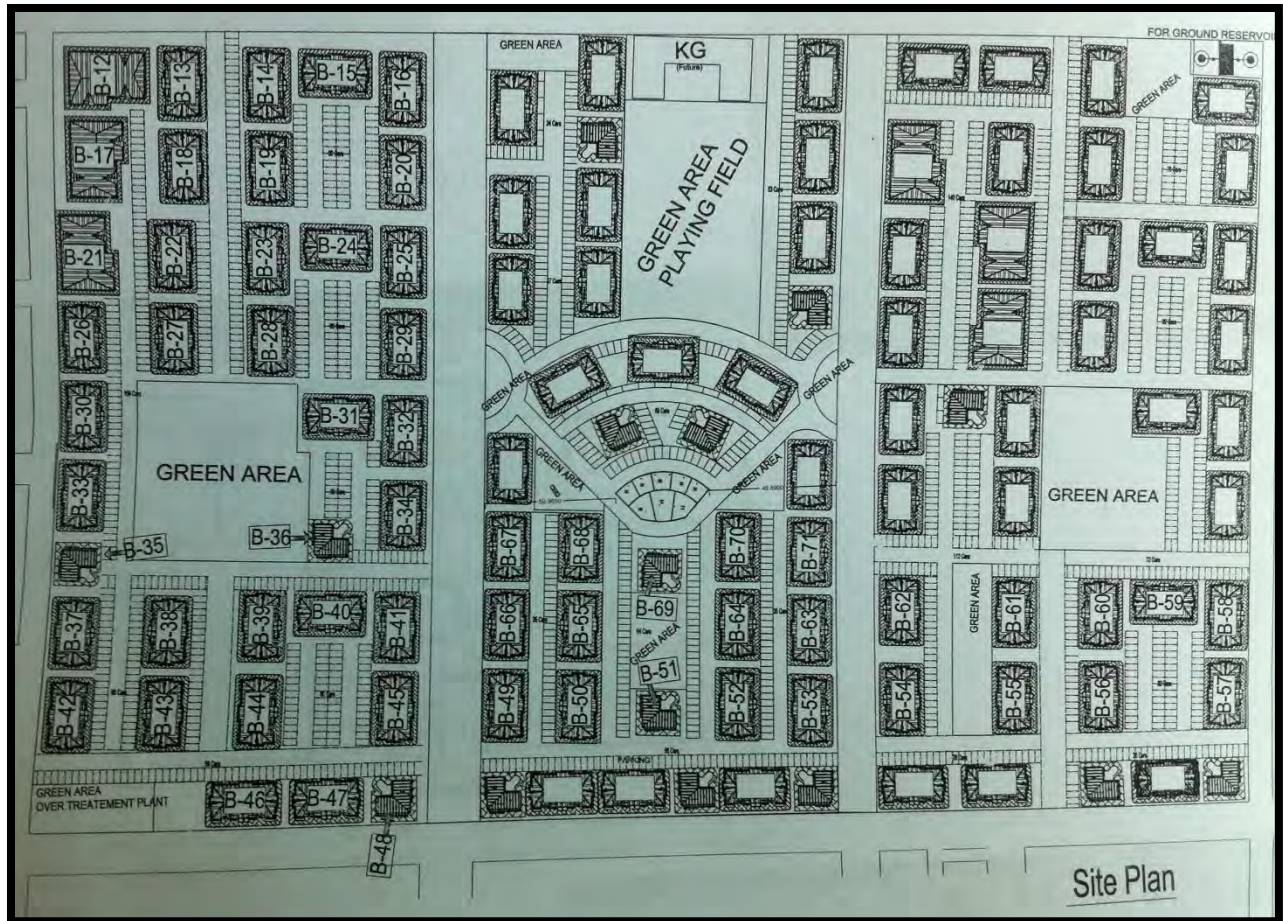 FOR GROUND RESERVOI
GREEN AREA
KG
(Future)
GREEN AREA
B-12
B-13
B-14
B-15
B-16
B-17
B-18
B-19
B-20
GREEN AREA
PLAYING FIELD
B-21
B-22
B-23
B-24
B-25
B-26
B-27
B-28
B-29
GREEN AREA
GREEN AREA
B-30
B-31
B-32
GREEN AREA
GREEN AREA
GREEN AREA
GREEN AREA
B-33
B-34
B-35
B-36
B-67
B-68
B-70
B-71
B-69
B-37
B-38
B-39
B-40
B-41
B-66
B-65
B-64
B-63
GREEN AREA
B-62
GREEN AREA
B-61
B-60
B-59
B-58
B-51
B-42
B-43
B-44
B-45
B-49
B-50
B-52
B-53
B-54
B-55
B-56
B-57
PARKING
GREEN AREA
OVER TREATEMENT PLANT
B-46
B-47
B-48
Site Plan